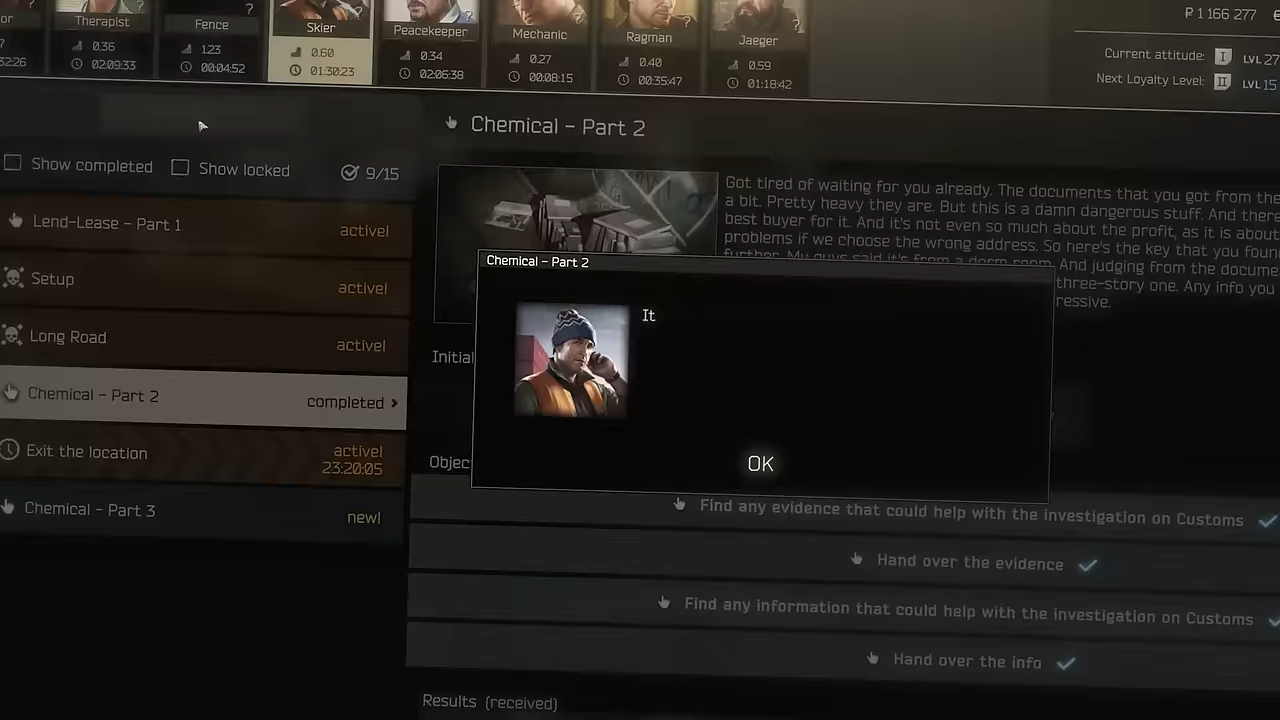 Therapist
Fence
Skier
Peacekeeper
Mechanic
Ragman
Jaeger
? ? ? ? ? ?
0.36 1.23 0.60 0.34 0.27 0.40 0.59
32:26 02:09:33 00:04:52 01:30:23 02:06:38 00:08:15 00:35:47 01:18:42
₽ 1 166 277
Current attitude: I LVL 27
Next Loyalty Level: II LVL 15
Show completed Show locked 9/15
Lend-Lease - Part 1 active!
Setup active!
Long Road active!
Chemical - Part 2 completed >
Exit the location active!
23:20:05
Chemical - Part 3 new!
Chemical - Part 2
Got tired of waiting for you already. The documents that you got from the
a bit. Pretty heavy they are. But this is a damn dangerous stuff. And there
best buyer for it. And it's not even so much about the profit, as it is about
problems if we choose the wrong address. So here's the key that you found
further. My guys said it's from a dorm room. And judging from the docume
three-story one. Any info you
ressive.
Chemical - Part 2
It
OK
Initial
Objec
Find any evidence that could help with the investigation on Customs
Hand over the evidence
Find any information that could help with the investigation on Customs
Hand over the info
Results (received)